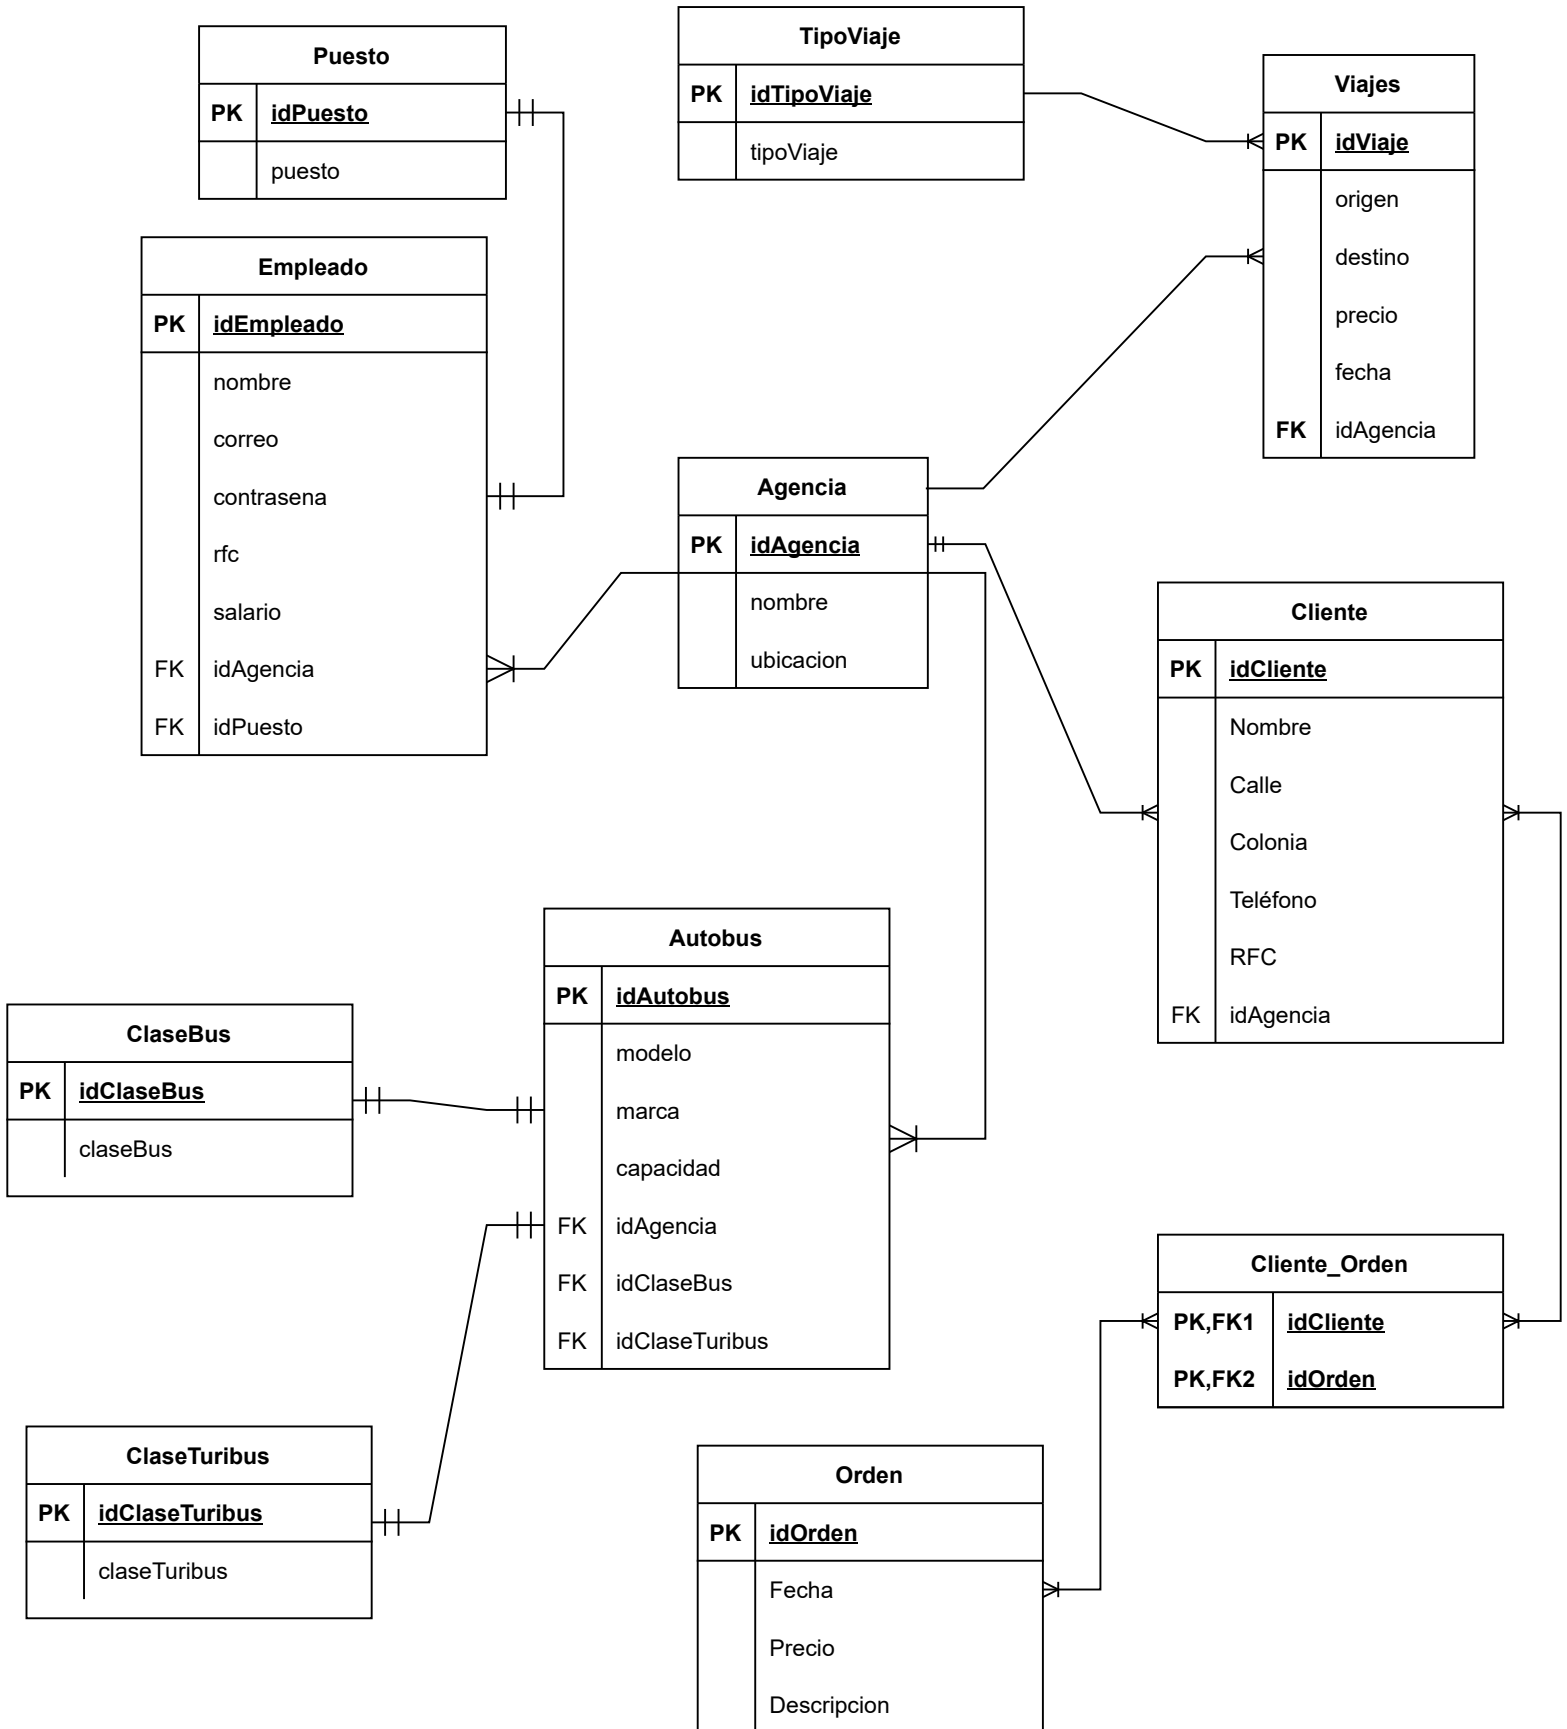 Puesto
PK idPuesto
puesto
TipoViaje
PK idTipoViaje
tipoViaje
Viajes
PK idViaje
origen
destino
precio
fecha
FK idAgencia
Empleado
PK idEmpleado
nombre
correo
contrasena
rfc
salario
FK idAgencia
FK idPuesto
Agencia
PK idAgencia
nombre
ubicacion
Cliente
PK idCliente
Nombre
Calle
Colonia
Teléfono
RFC
FK idAgencia
Autobus
PK idAutobus
modelo
marca
capacidad
FK idAgencia
FK idClaseBus
FK idClaseTuribus
ClaseBus
PK idClaseBus
claseBus
Cliente_Orden
PK,FK1 idCliente
PK,FK2 idOrden
ClaseTuribus
PK idClaseTuribus
claseTuribus
Orden
PK idOrden
Fecha
Precio
Descripcion